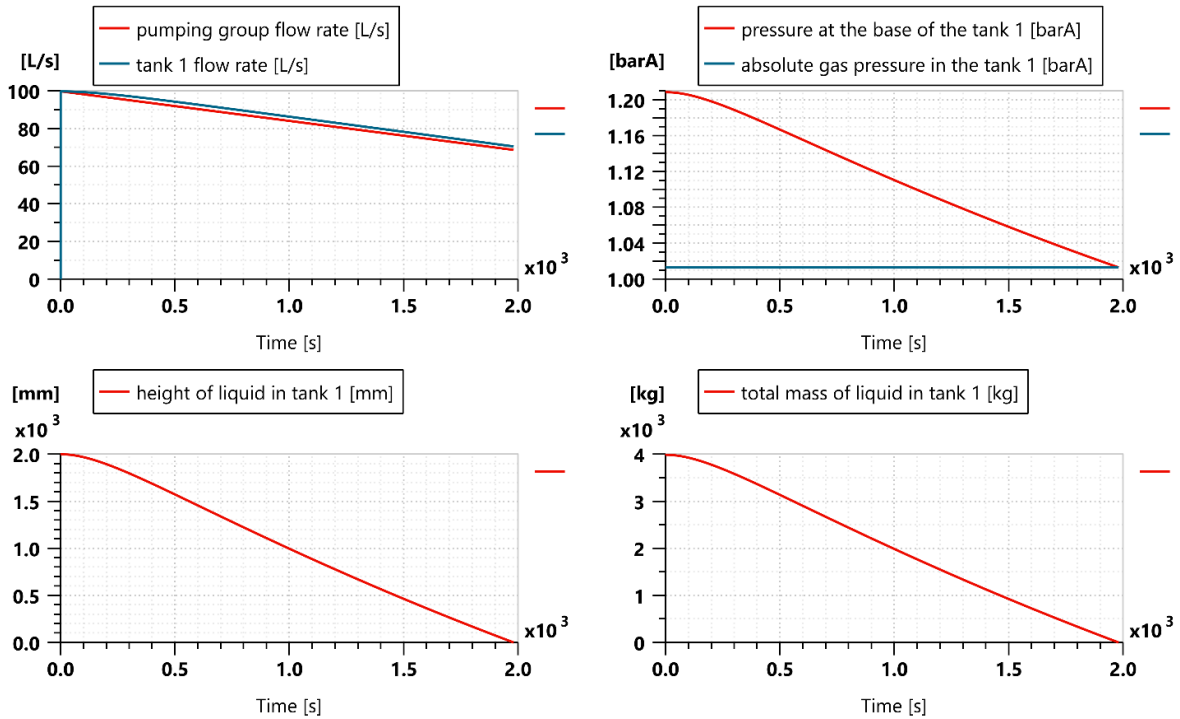 pumping group flow rate [L/s]
tank 1 flow rate [L/s]
[L/s]
100
80
60
40
20
0
x10 3
0.0 0.5 1.0 1.5 2.0
Time [s]
pressure at the base of the tank 1 [barA]
absolute gas pressure in the tank 1 [barA]
[barA]
1.20
1.16
1.12
1.08
1.04
1.00
x10 3
0.0 0.5 1.0 1.5 2.0
Time [s]
height of liquid in tank 1 [mm]
[mm]
x10 3
2.0
1.5
1.0
0.5
0.0
x10 3
0.0 0.5 1.0 1.5 2.0
Time [s]
total mass of liquid in tank 1 [kg]
[kg]
x10 3
4
3
2
1
0
x10 3
0.0 0.5 1.0 1.5 2.0
Time [s]